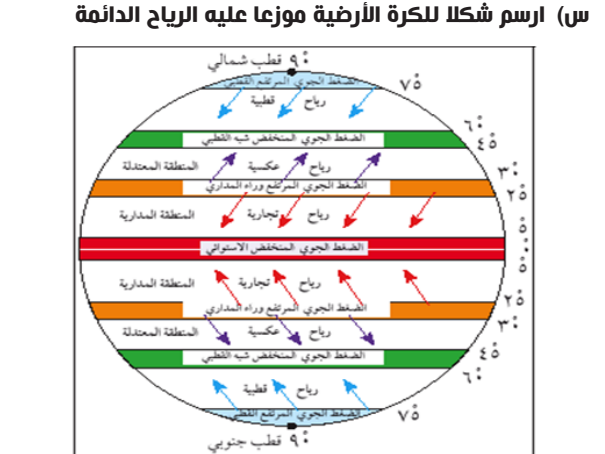 س) ارسم شكلا للكرة الأرضية موزعا عليه الرياح الدائمة
٩٠° قطب شمالي
٧٥°
الضغط الجوي المرتفع القطبي
رياح قطبية
٦٠°
الضغط الجوي المنخفض شبه القطبي
٤٥°
رياح عكسية المنطقة المعتدلة
٣٠°
الضغط الجوي المرتفع وراء المداري
٢٥°
رياح تجارية المنطقة المدارية
٥°
الضغط الجوي المنخفض الاستوائي
٠°
٥°
رياح تجارية المنطقة المدارية
٢٥°
الضغط الجوي المرتفع وراء المداري
٣٠°
رياح عكسية المنطقة المعتدلة
٤٥°
الضغط الجوي المنخفض شبه القطبي
٦٠°
رياح قطبية
٧٥°
الضغط الجوي المرتفع القطبي
٩٠° قطب جنوبي